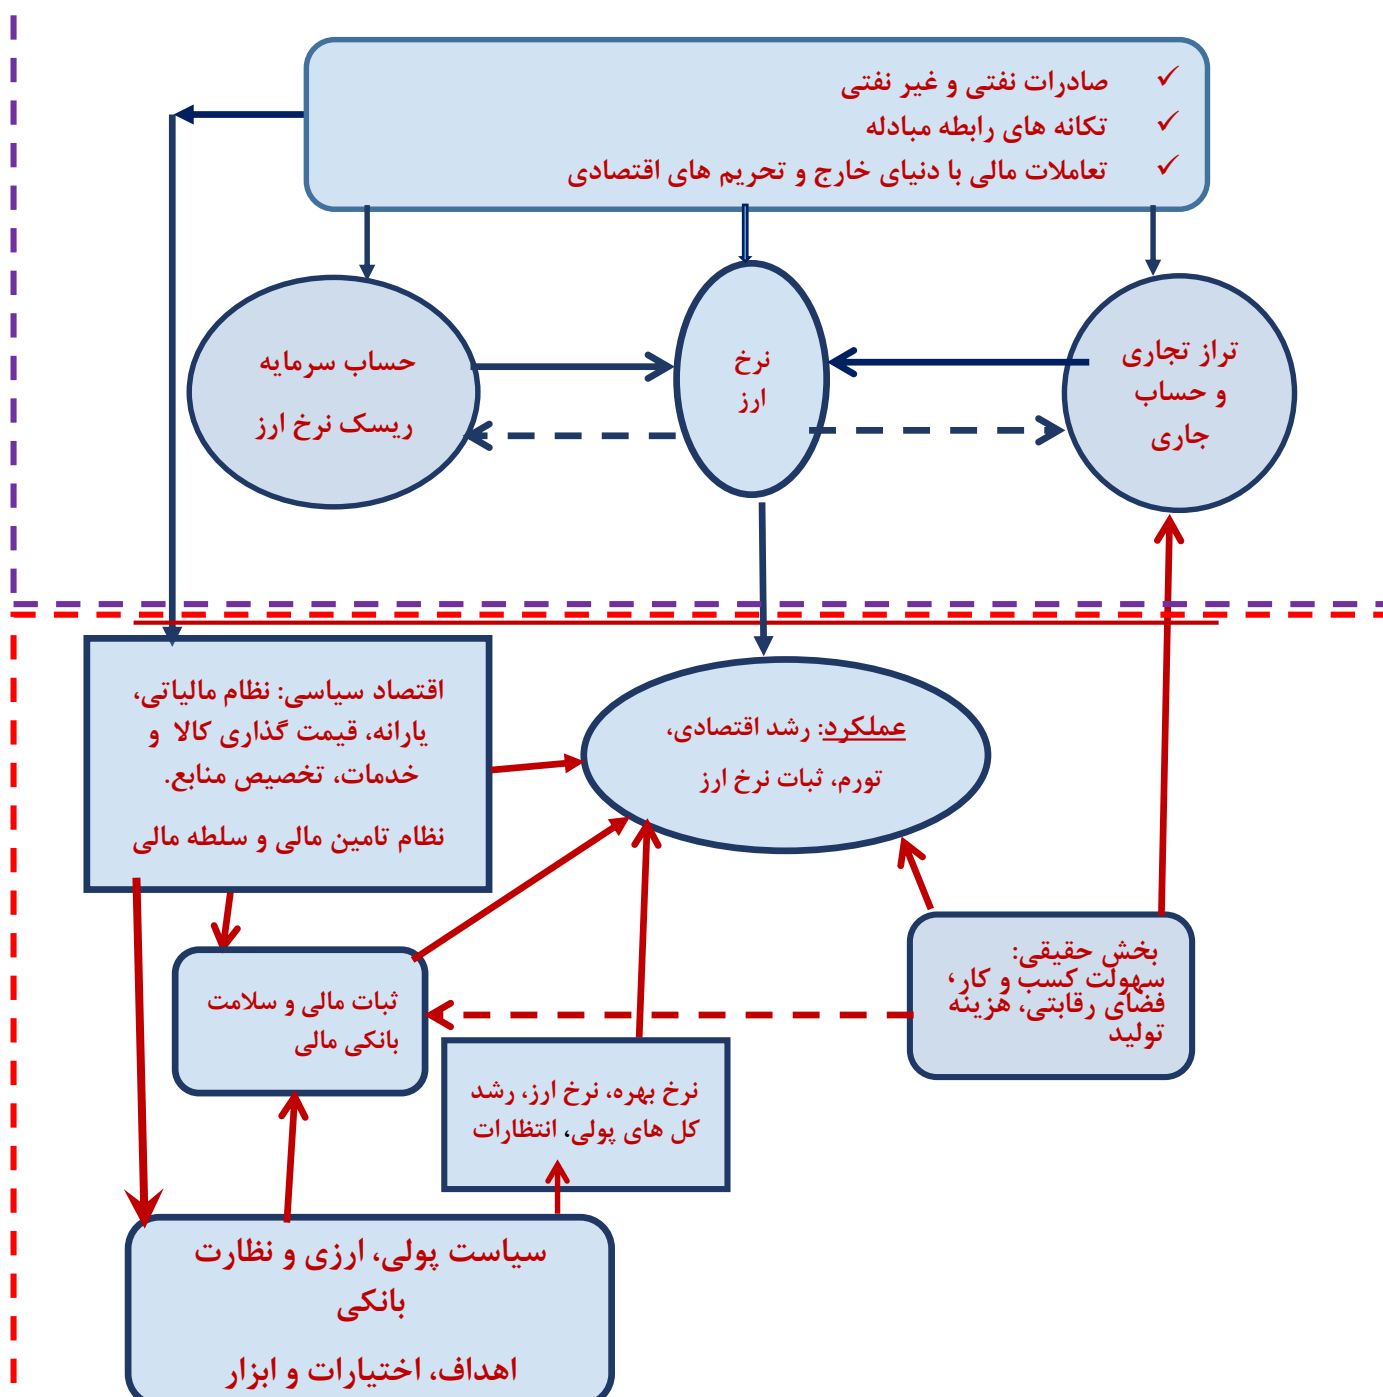 ✓ صادرات نفتی و غیر نفتی
✓ تکانه های رابطه مبادله
✓ تعاملات مالی با دنیای خارج و تحریم های اقتصادی
تراز تجاری
و حساب
جاری
نرخ
ارز
حساب سرمایه
ریسک نرخ ارز
عملکرد: رشد اقتصادی،
تورم، ثبات نرخ ارز
اقتصاد سیاسی: نظام مالیاتی،
یارانه، قیمت گذاری کالا و
خدمات، تخصیص منابع.
نظام تامین مالی و سلطه مالی
بخش حقیقی:
سهولت کسب و کار،
فضای رقابتی، هزینه
تولید
ثبات مالی و سلامت
بانکی مالی
نرخ بهره، نرخ ارز، رشد
کل های پولی، انتظارات
سیاست پولی، ارزی و نظارت
بانکی
اهداف، اختیارات و ابزار